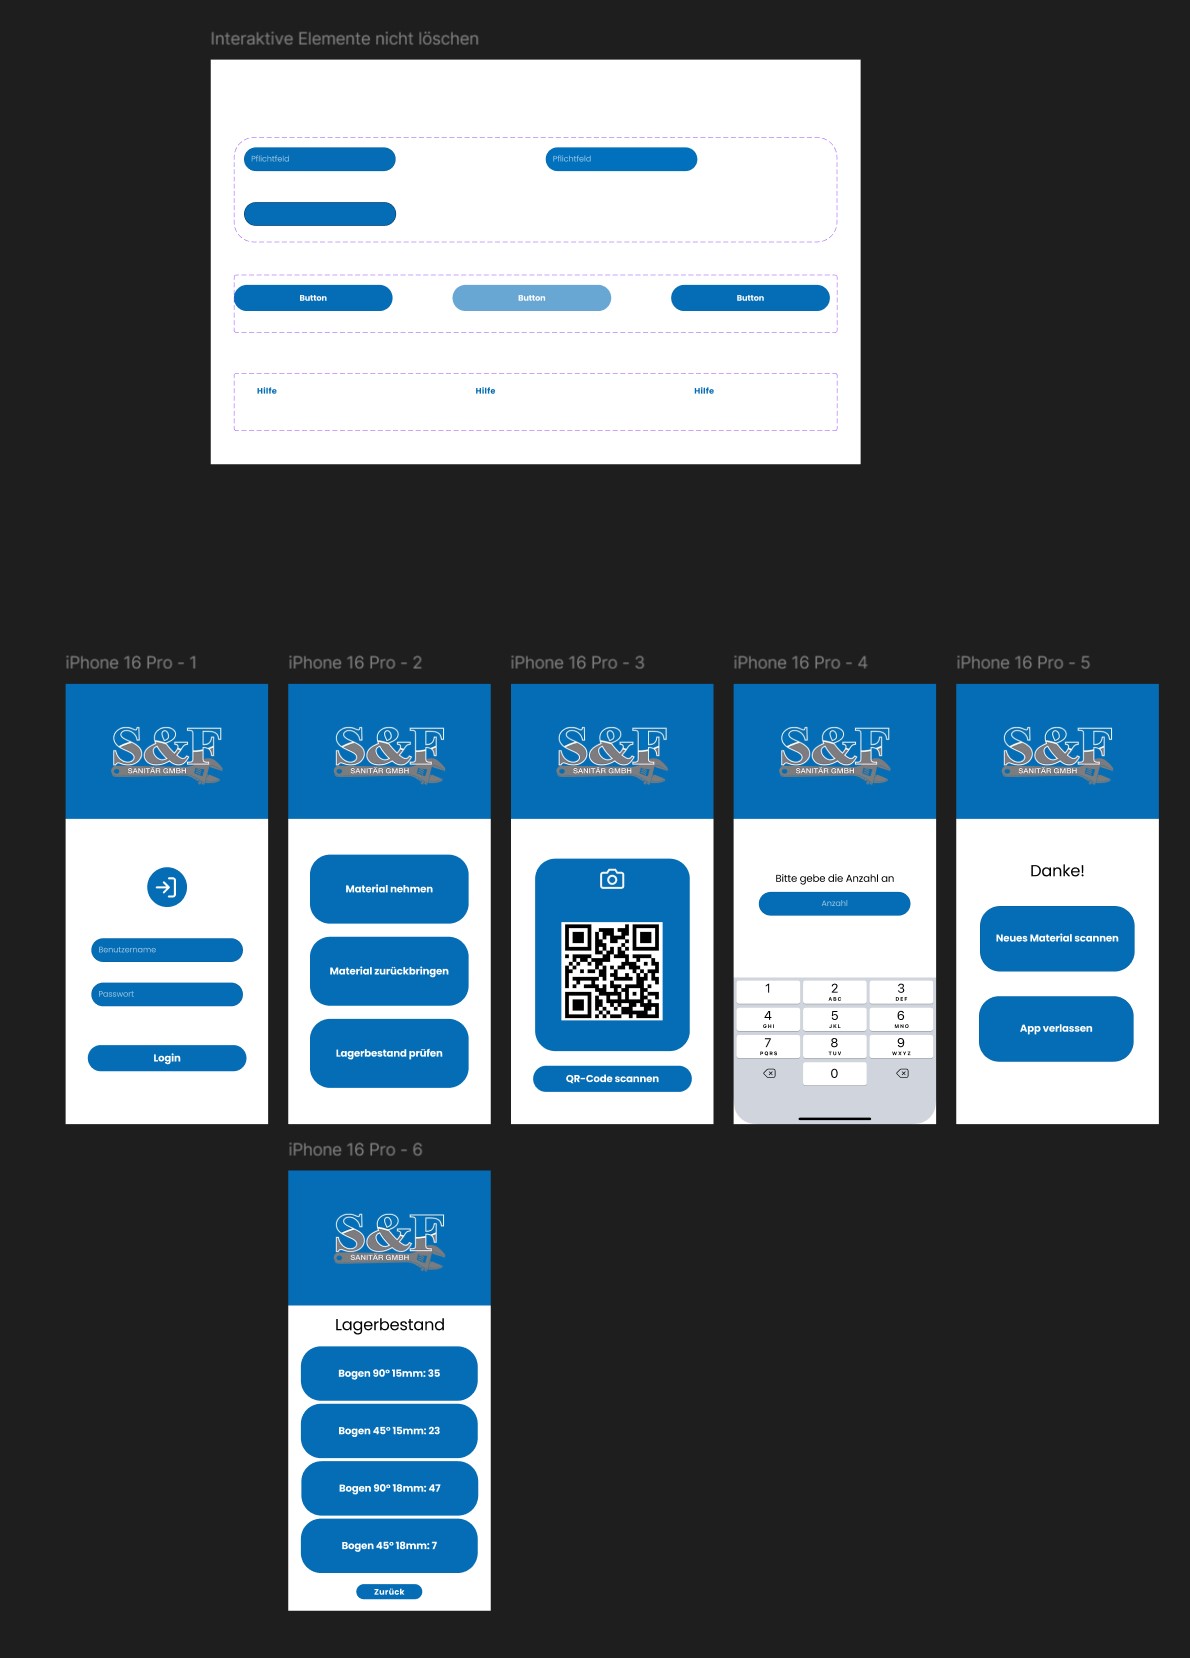 Interaktive Elemente nicht löschen
Pflichtfeld
Pflichtfeld
Button
Button
Button
Hilfe
Hilfe
Hilfe
iPhone 16 Pro - 1
S&F
SANITÄR GMBH
Benutzername
Passwort
Login
iPhone 16 Pro - 2
S&F
SANITÄR GMBH
Material nehmen
Material zurückbringen
Lagerbestand prüfen
iPhone 16 Pro - 3
S&F
SANITÄR GMBH
QR-Code scannen
iPhone 16 Pro - 4
S&F
SANITÄR GMBH
Bitte gebe die Anzahl an
Anzahl
1 2 3
ABC DEF
4 5 6
GHI JKL MNO
7 8 9
PQRS TUV WXYZ
0
iPhone 16 Pro - 5
S&F
SANITÄR GMBH
Danke!
Neues Material scannen
App verlassen
iPhone 16 Pro - 6
S&F
SANITÄR GMBH
Lagerbestand
Bogen 90° 15mm: 35
Bogen 45° 15mm: 23
Bogen 90° 18mm: 47
Bogen 45° 18mm: 7
Zurück